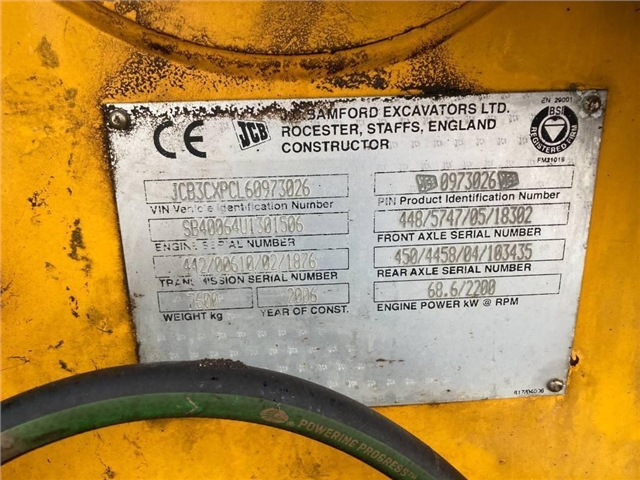 BAMFORD EXCAVATORS LTD.
ROCESTER, STAFFS, ENGLAND
CONSTRUCTOR
CE
JCB
EN 29001
BSI
REGISTERED FIRM
JCB3CXPCL60973026
VIN Vehicle Identification Number
0973026
PIN Product Identification Number
SB40064U1301506
ENGINE SERIAL NUMBER
448/5747/05/18302
FRONT AXLE SERIAL NUMBER
442/00610/02/1876
TRANSMISSION SERIAL NUMBER
450/4458/04/103435
REAR AXLE SERIAL NUMBER
2006
WEIGHT kg
YEAR OF CONST.
68.6/2200
ENGINE POWER kW @ RPM
POWERING PROGRESS